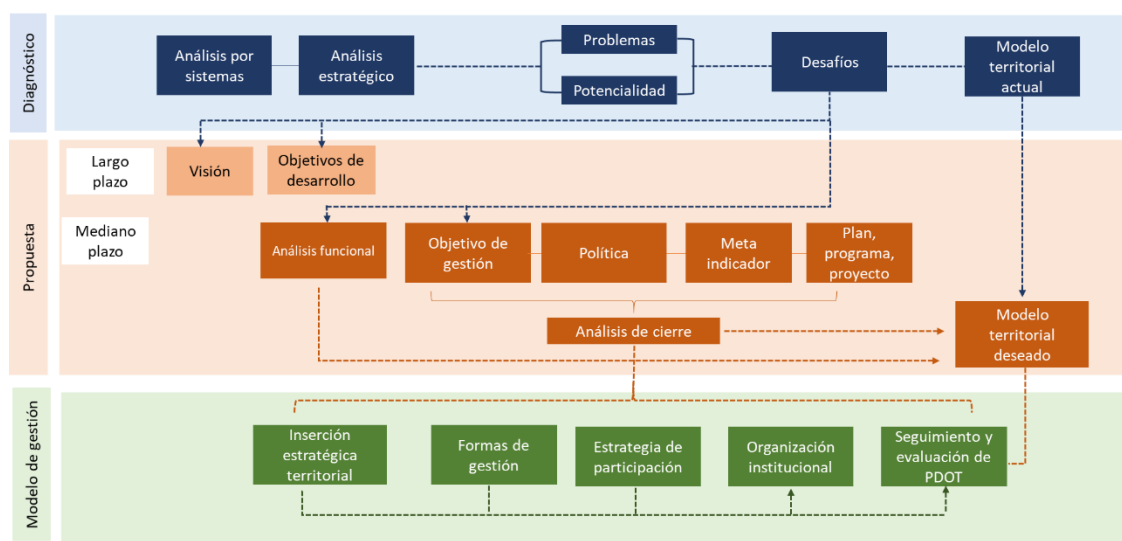 Diagnóstico
Análisis por
sistemas
Análisis
estratégico
Problemas
Potencialidad
Desafíos
Modelo
territorial
actual
Propuesta
Largo
plazo
Visión
Objetivos de
desarrollo
Mediano
plazo
Análisis funcional
Objetivo de
gestión
Política
Meta
indicador
Plan,
programa,
proyecto
Análisis de cierre
Modelo
territorial
deseado
Modelo de gestión
Inserción
estratégica
territorial
Formas de
gestión
Estrategia de
participación
Organización
institucional
Seguimiento y
evaluación de
PDOT